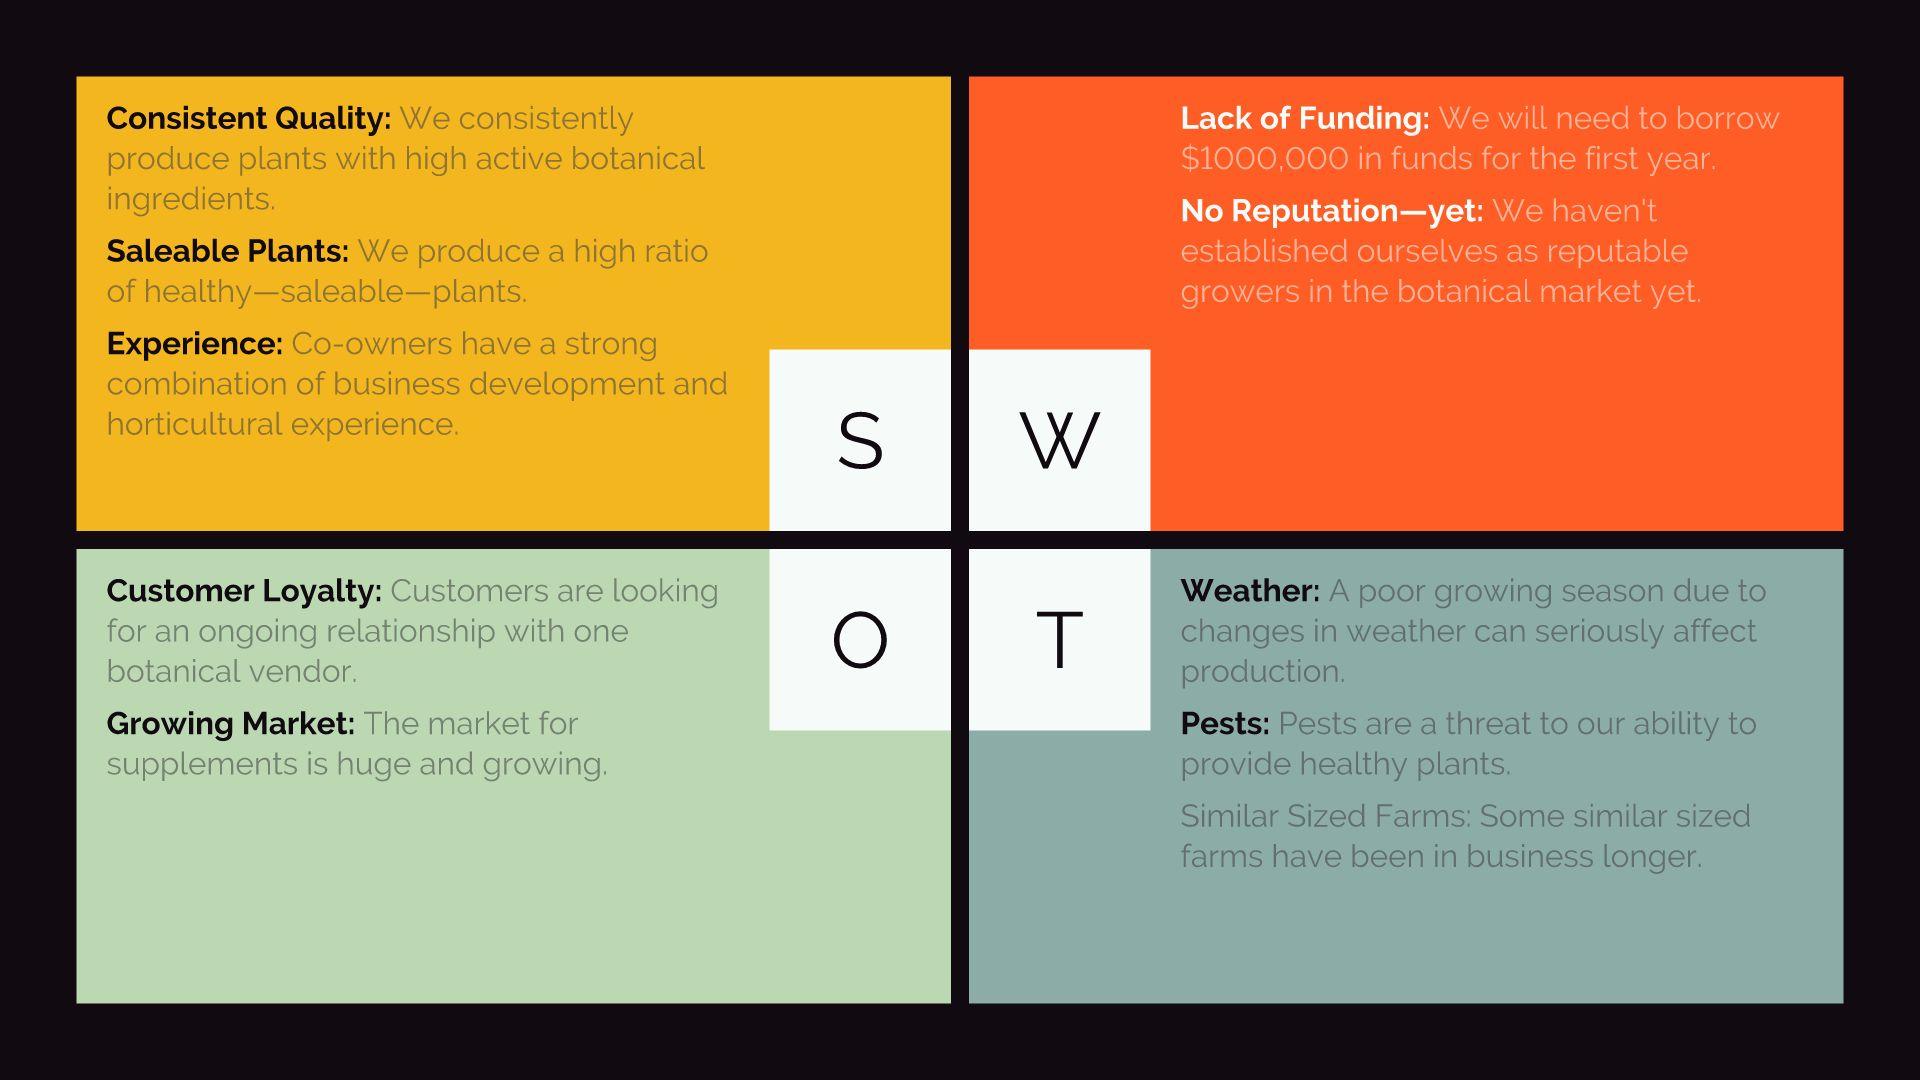 Consistent Quality: We consistently
produce plants with high active botanical
ingredients.
Saleable Plants: We produce a high ratio
of healthy—saleable—plants.
Experience: Co-owners have a strong
combination of business development and
horticultural experience.
S
Lack of Funding: We will need to borrow
$1000,000 in funds for the first year.
No Reputation—yet: We haven't
established ourselves as reputable
growers in the botanical market yet.
W
Customer Loyalty: Customers are looking
for an ongoing relationship with one
botanical vendor.
Growing Market: The market for
supplements is huge and growing.
O
T
Weather: A poor growing season due to
changes in weather can seriously affect
production.
Pests: Pests are a threat to our ability to
provide healthy plants.
Similar Sized Farms: Some similar sized
farms have been in business longer.